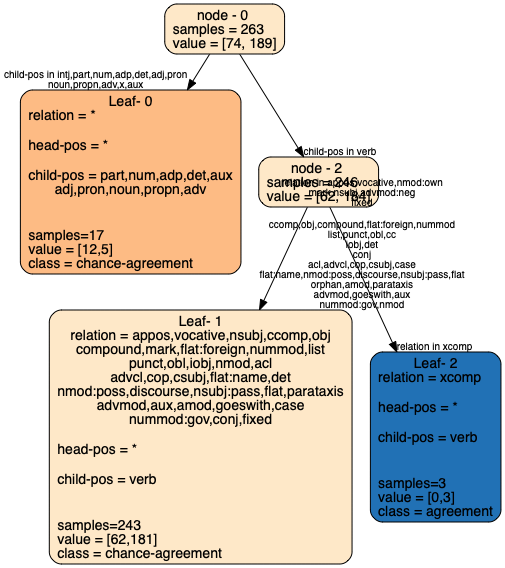 node - 0
samples = 263
value = [74, 189]
child-pos in intj,part,num,adp,det,adj,pron
noun,propn,adv,x,aux
Leaf- 0
relation = *
head-pos = *
child-pos = part,num,adp,det,aux
adj,pron,noun,propn,adv
samples=17
value = [12,5]
class = chance-agreement
child-pos in verb
node - 2
samples = 246
value = [62, 184]
appos,vocative,nmod:own
mark,nsubj,advmod:neg
fixed
ccomp,obj,compound,flat:foreign,nummod
list,punct,obl,cc
iobj,det
conj
acl,advcl,cop,csubj,case
flat:name,nmod:poss,discourse,nsubj:pass,flat
orphan,amod,parataxis
advmod,goeswith,aux
nummod:gov,nmod
Leaf- 1
relation = appos,vocative,nsubj,ccomp,obj
compound,mark,flat:foreign,nummod,list
punct,obl,iobj,nmod,acl
advcl,cop,csubj,flat:name,det
nmod:poss,discourse,nsubj:pass,flat,parataxis
advmod,aux,amod,goeswith,case
nummod:gov,conj,fixed
head-pos = *
child-pos = verb
samples=243
value = [62,181]
class = chance-agreement
relation in xcomp
Leaf- 2
relation = xcomp
head-pos = *
child-pos = verb
samples=3
value = [0,3]
class = agreement